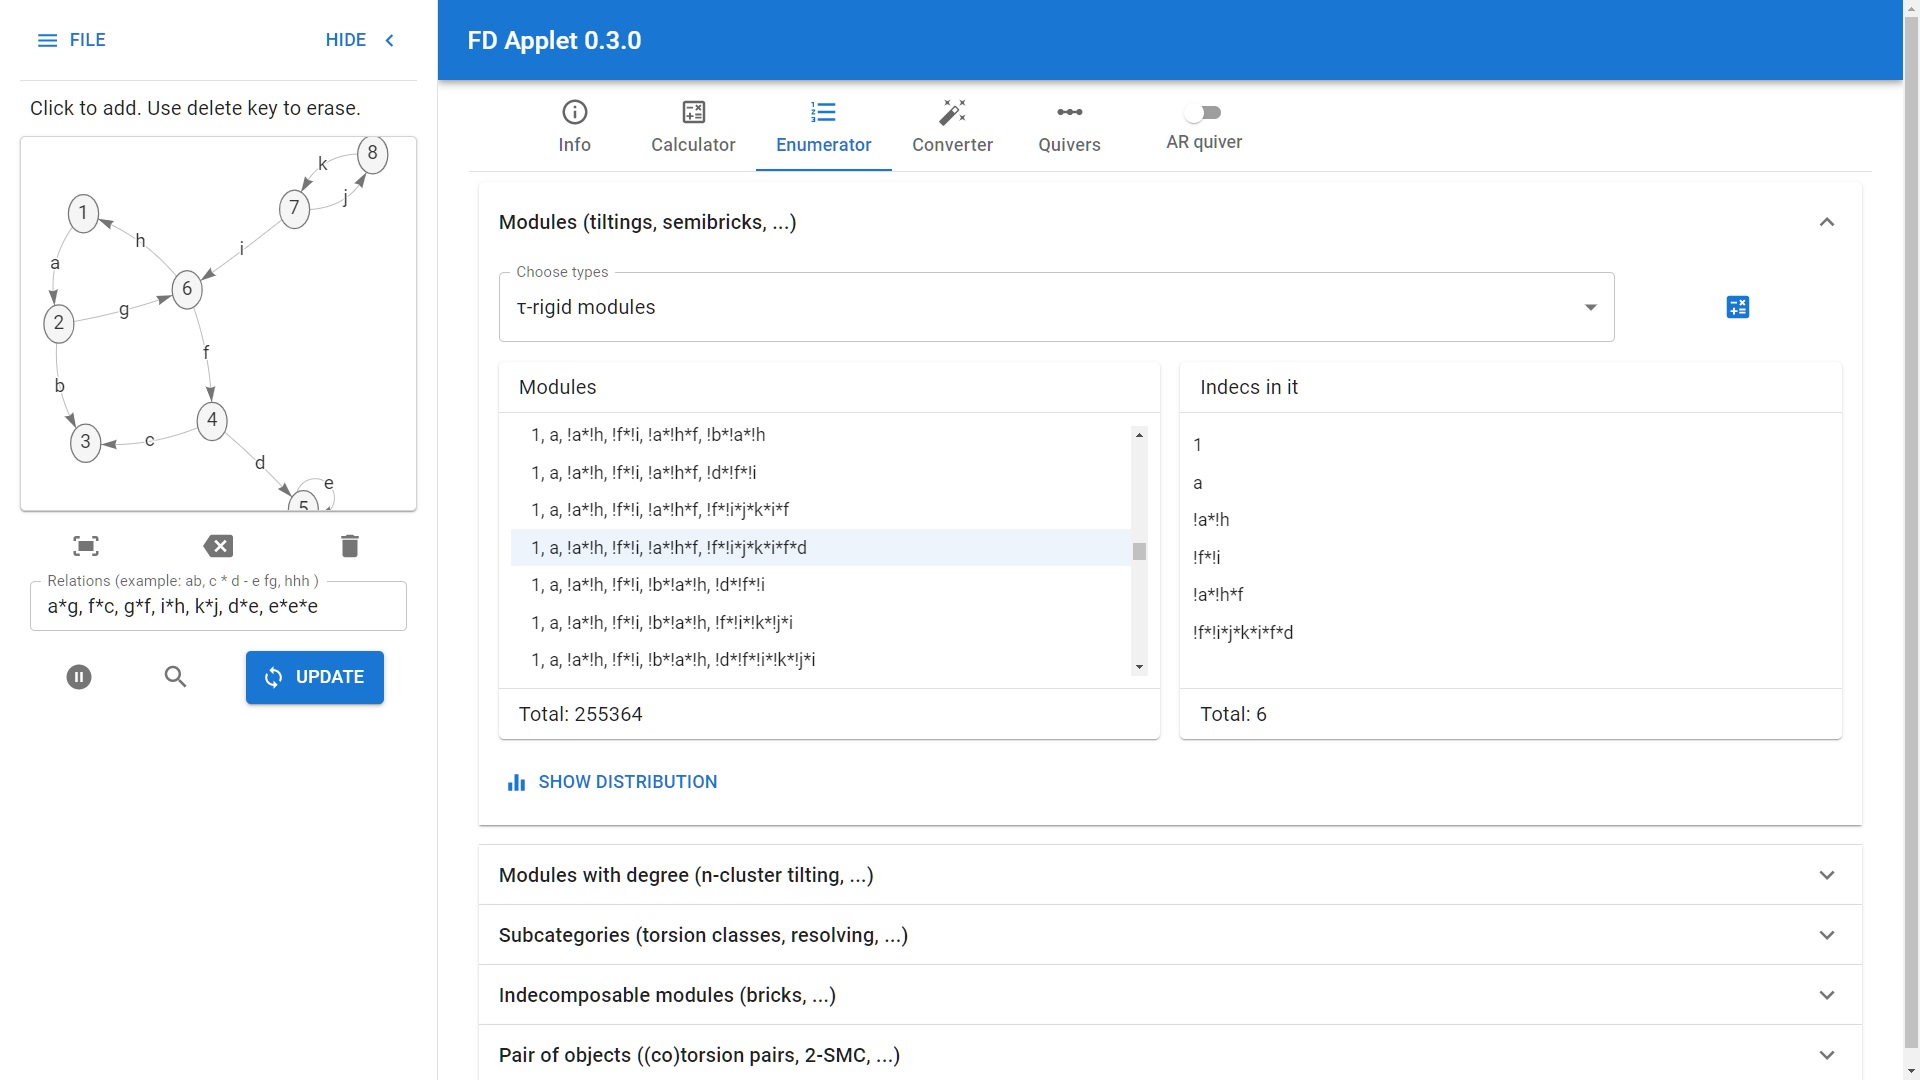 FILE
HIDE
Click to add. Use delete key to erase.
8
k
j
7
1
h
i
a
6
g
2
f
b
4
3
c
d
e
5
Relations (example: ab, c * d - e fg, hhh )
a*g, f*c, g*f, i*h, k*j, d*e, e*e*e
UPDATE
FD Applet 0.3.0
Info
Calculator
Enumerator
Converter
Quivers
AR quiver
Modules (tiltings, semibricks, ...)
Choose types
τ-rigid modules
Modules
1, a, !a*!h, !f*!i, !a*!h*f, !b*!a*!h
1, a, !a*!h, !f*!i, !a*!h*f, !d*!f*!i
1, a, !a*!h, !f*!i, !a*!h*f, !f*!i*j*k*i*f
1, a, !a*!h, !f*!i, !a*!h*f, !f*!i*j*k*i*f*d
1, a, !a*!h, !f*!i, !b*!a*!h, !d*!f*!i
1, a, !a*!h, !f*!i, !b*!a*!h, !f*!i*!k*!j*i
1, a, !a*!h, !f*!i, !b*!a*!h, !d*!f*!i*!k*!j*i
Total: 255364
Indecs in it
1
a
!a*!h
!f*!i
!a*!h*f
!f*!i*j*k*i*f*d
Total: 6
SHOW DISTRIBUTION
Modules with degree (n-cluster tilting, ...)
Subcategories (torsion classes, resolving, ...)
Indecomposable modules (bricks, ...)
Pair of objects ((co)torsion pairs, 2-SMC, ...)